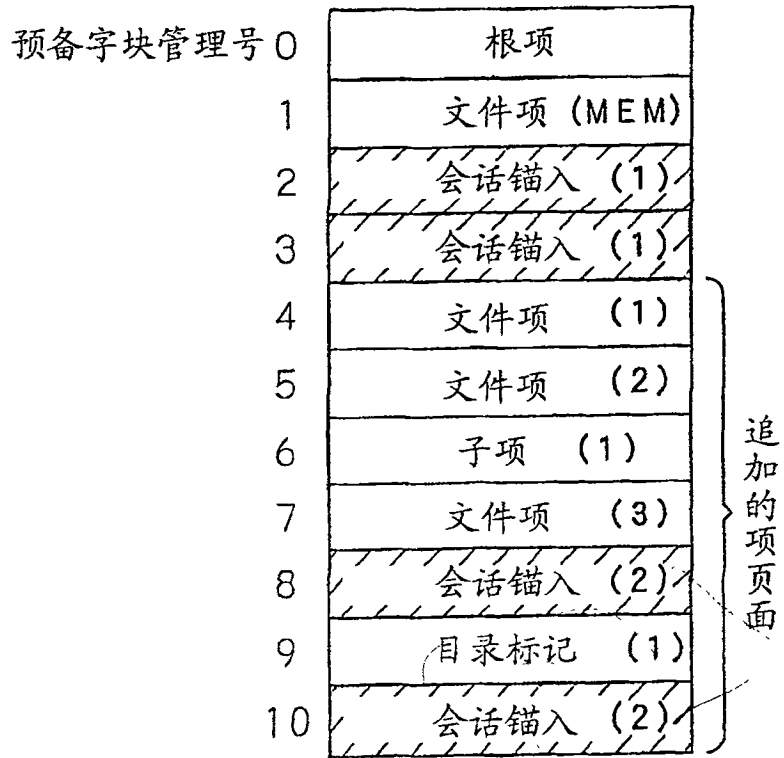 预备字块管理号 0 根项
1 文件项 (MEM)
2 会话锚入 (1)
3 会话锚入 (1)
4 文件项 (1)
5 文件项 (2)
6 子项 (1)
7 文件项 (3)
8 会话锚入 (2)
9 目录标记 (1)
10 会话锚入 (2)
追加的项页面